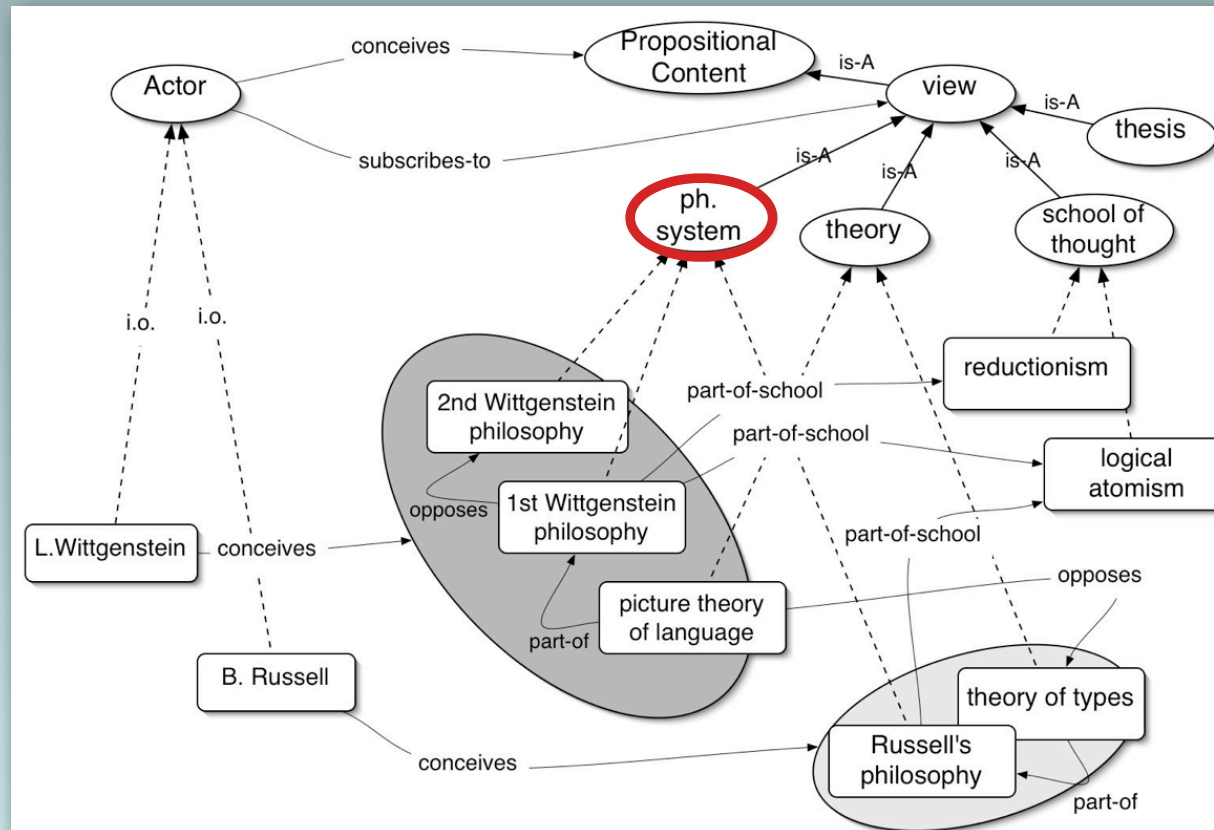 conceives
Propositional
Content
Actor
is-A
view
is-A
thesis
subscribes-to
is-A
is-A
is-A
ph.
system
theory
school of
thought
i.o.
i.o.
reductionism
part-of-school
2nd Wittgenstein
philosophy
part-of-school
logical
atomism
opposes
1st Wittgenstein
philosophy
L.Wittgenstein
conceives
part-of-school
opposes
picture theory
of language
part-of
B. Russell
theory of types
Russell's
philosophy
conceives
part-of